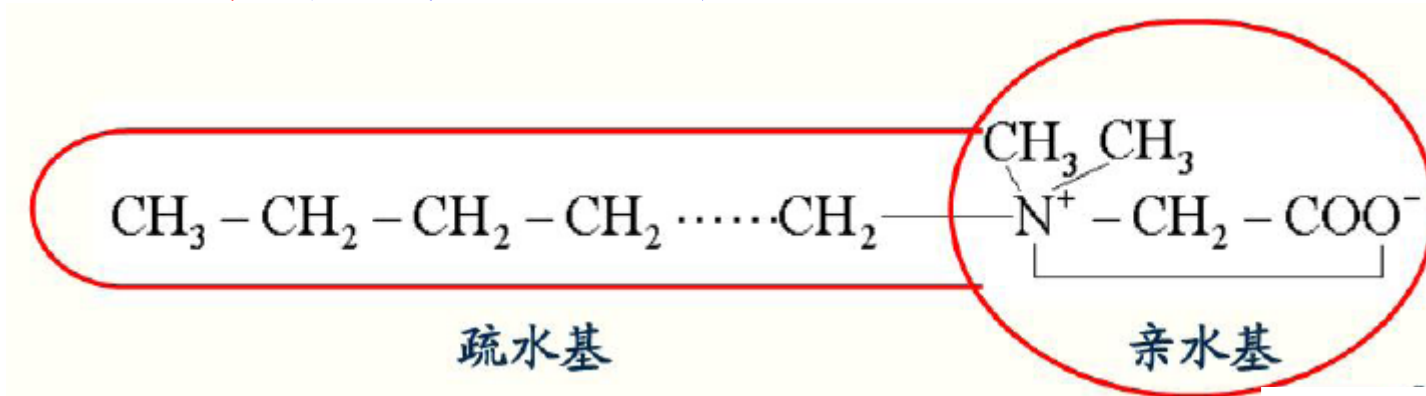 CH₃ CH₃
CH₃ – CH₂ – CH₂ – CH₂ ······CH₂ — N⁺ – CH₂ – COO⁻
疏水基 亲水基